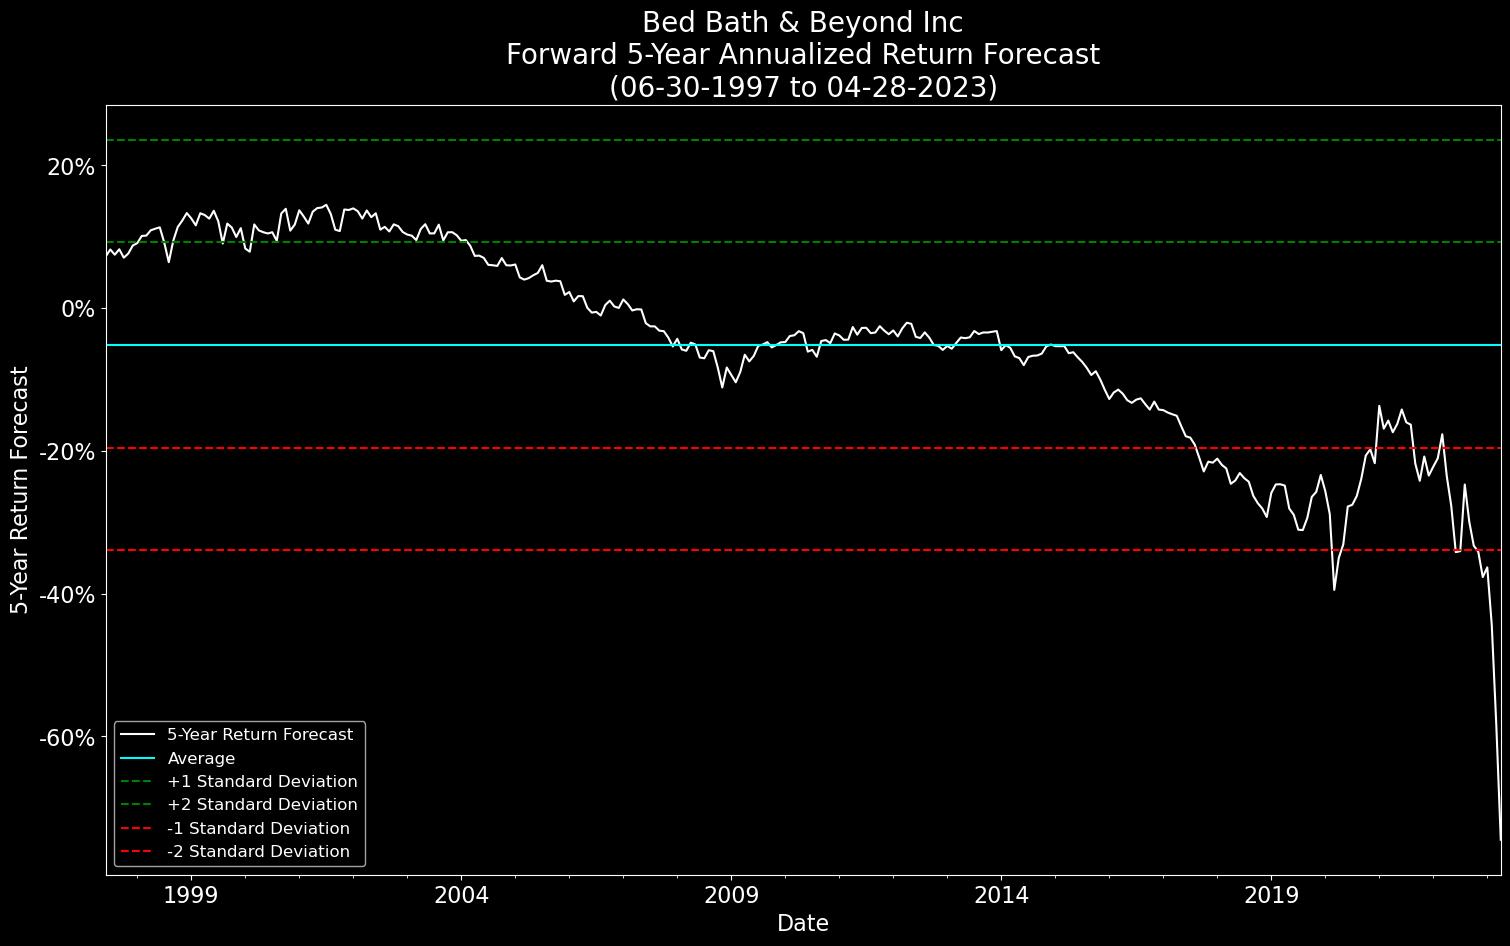 Bed Bath & Beyond Inc
Forward 5-Year Annualized Return Forecast
(06-30-1997 to 04-28-2023)
5-Year Return Forecast
20%
0%
-20%
-40%
-60%
5-Year Return Forecast
Average
+1 Standard Deviation
+2 Standard Deviation
-1 Standard Deviation
-2 Standard Deviation
1999 2004 2009 2014 2019
Date